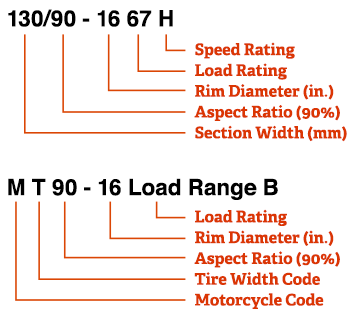 130/90 - 16 67 H
Speed Rating
Load Rating
Rim Diameter (in.)
Aspect Ratio (90%)
Section Width (mm)
M T 90 - 16 Load Range B
Load Rating
Rim Diameter (in.)
Aspect Ratio (90%)
Tire Width Code
Motorcycle Code